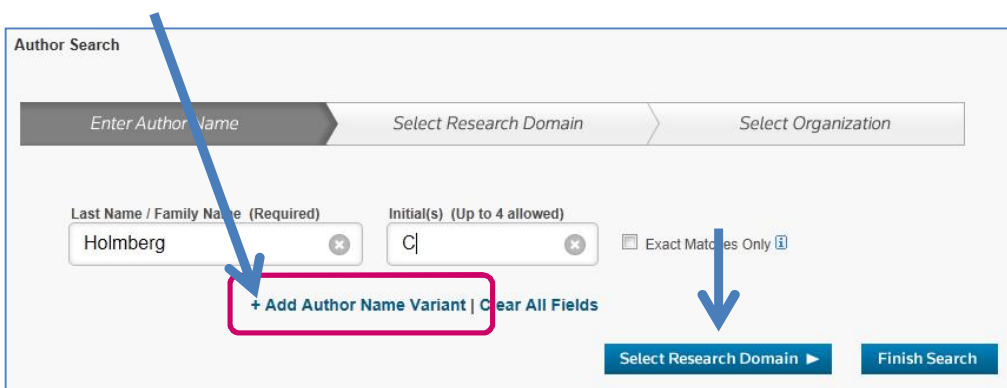 Author Search
Enter Author Name Select Research Domain Select Organization
Last Name / Family Name (Required) Initial(s) (Up to 4 allowed)
Holmberg C Exact Matches Only
+ Add Author Name Variant | Clear All Fields
Select Research Domain ► Finish Search